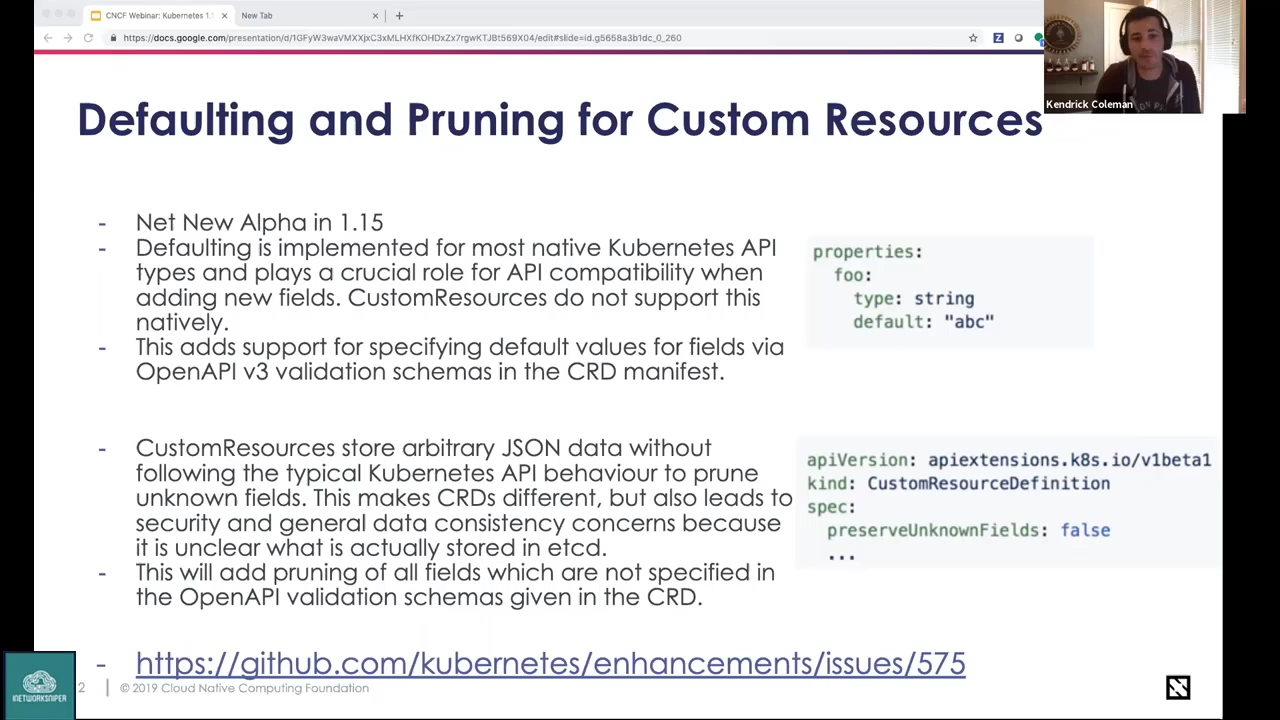 CNCF Webinar: Kubernetes 1.1
New Tab
https://docs.google.com/presentation/d/1GFyW3waVMXXjxC3xMLHXfKOHDxZx7rgwKTJBt569X04/edit#slide=id.g5658a3b1dc_0_260
Kendrick Coleman
Defaulting and Pruning for Custom Resources
- Net New Alpha in 1.15
- Defaulting is implemented for most native Kubernetes API
types and plays a crucial role for API compatibility when
adding new fields. CustomResources do not support this
natively.
- This adds support for specifying default values for fields via
OpenAPI v3 validation schemas in the CRD manifest.
properties:
foo:
type: string
default: "abc"
- CustomResources store arbitrary JSON data without
following the typical Kubernetes API behaviour to prune
unknown fields. This makes CRDs different, but also leads to
security and general data consistency concerns because
it is unclear what is actually stored in etcd.
- This will add pruning of all fields which are not specified in
the OpenAPI validation schemas given in the CRD.
apiVersion: apiextensions.k8s.io/v1beta1
kind: CustomResourceDefinition
spec:
preserveUnknownFields: false
...
- https://github.com/kubernetes/enhancements/issues/575
2 | © 2019 Cloud Native Computing Foundation
INETWORKSNIPER